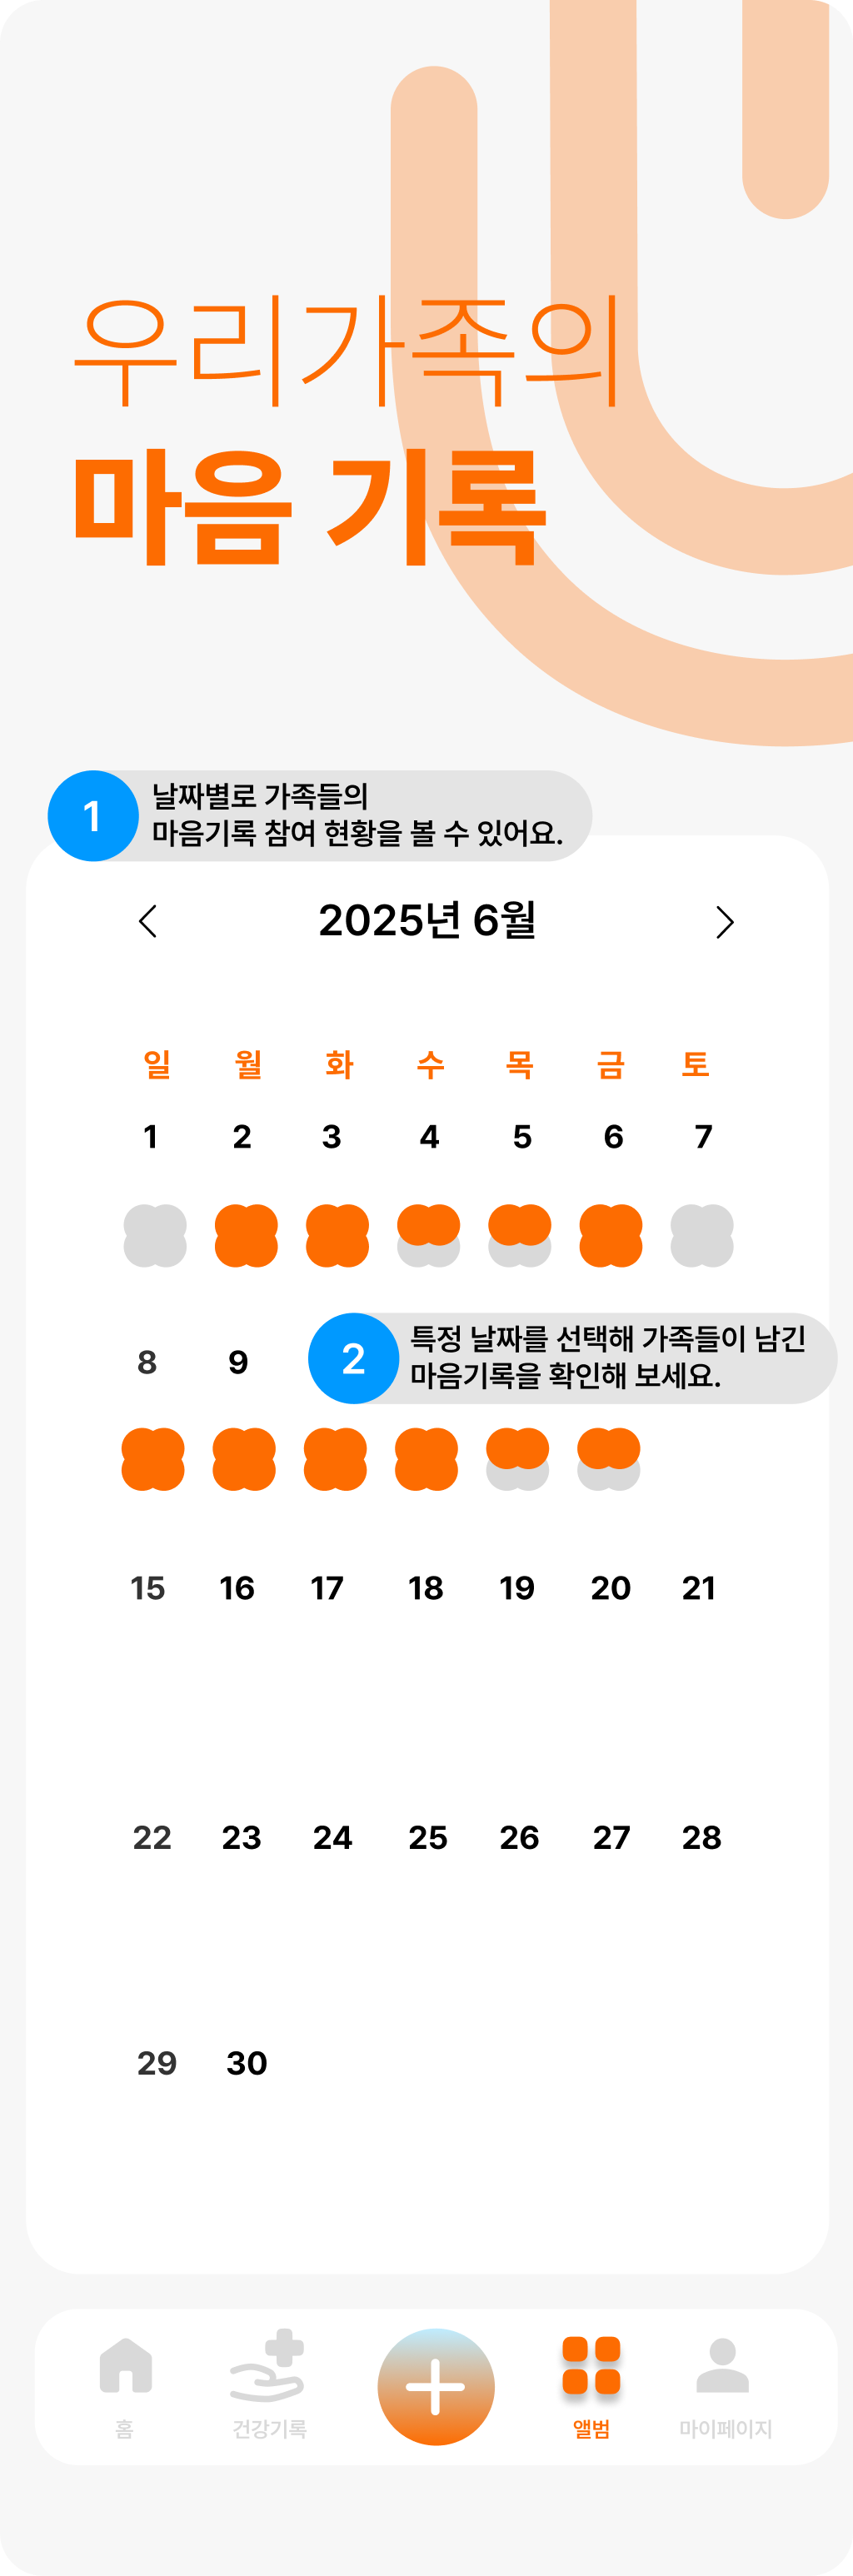 우리가족의
마음 기록
1
날짜별로 가족들의
마음기록 참여 현황을 볼 수 있어요.
2025년 6월
일 월 화 수 목 금 토
1 2 3 4 5 6 7
8 9
2
특정 날짜를 선택해 가족들이 남긴
마음기록을 확인해 보세요.
15 16 17 18 19 20 21
22 23 24 25 26 27 28
29 30
홈 건강기록 앨범 마이페이지